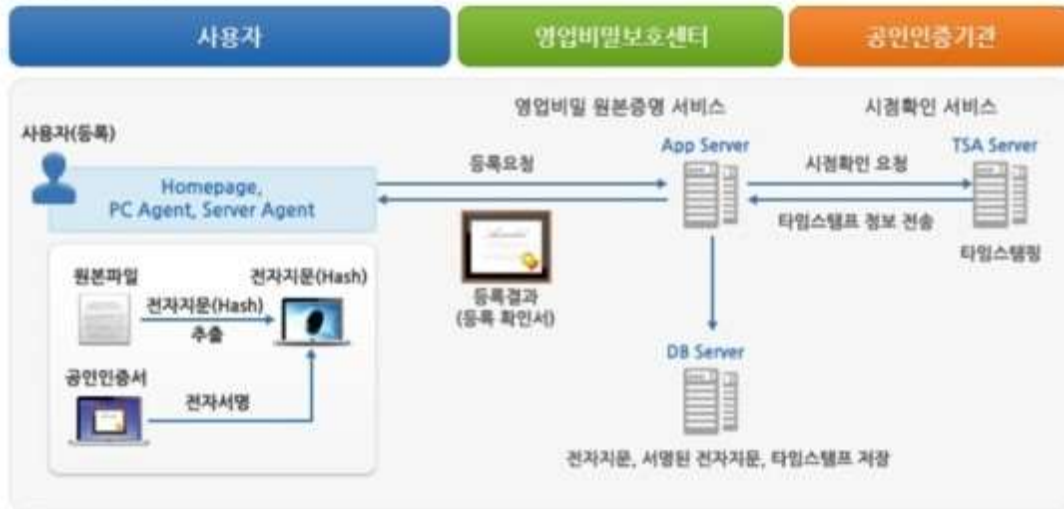 사용자
영업비밀보호센터
공인인증기관
영업비밀 원본증명 서비스
시점확인 서비스
사용자(등록)
App Server
TSA Server
등록요청
시점확인 요청
Homepage,
PC Agent, Server Agent
타임스탬프 정보 전송
타임스탬핑
원본파일
전자지문(Hash)
전자지문(Hash)
추출
등록결과
(등록 확인서)
DB Server
공인인증서
전자서명
전자지문, 서명된 전자지문, 타임스탬프 저장